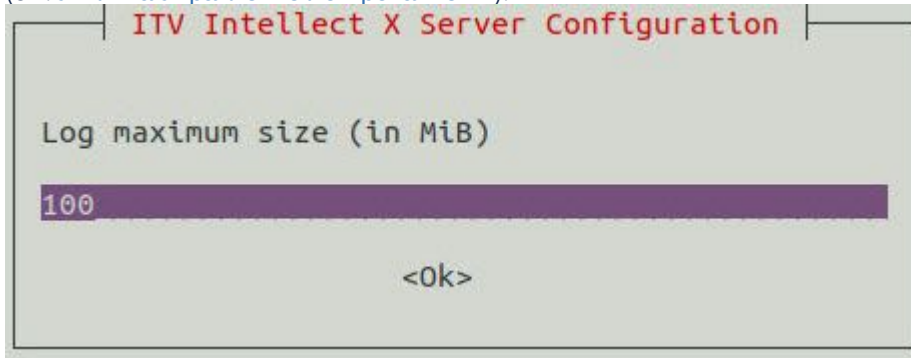 ITV Intellect X Server Configuration
Log maximum size (in MiB)
100
<Ok>